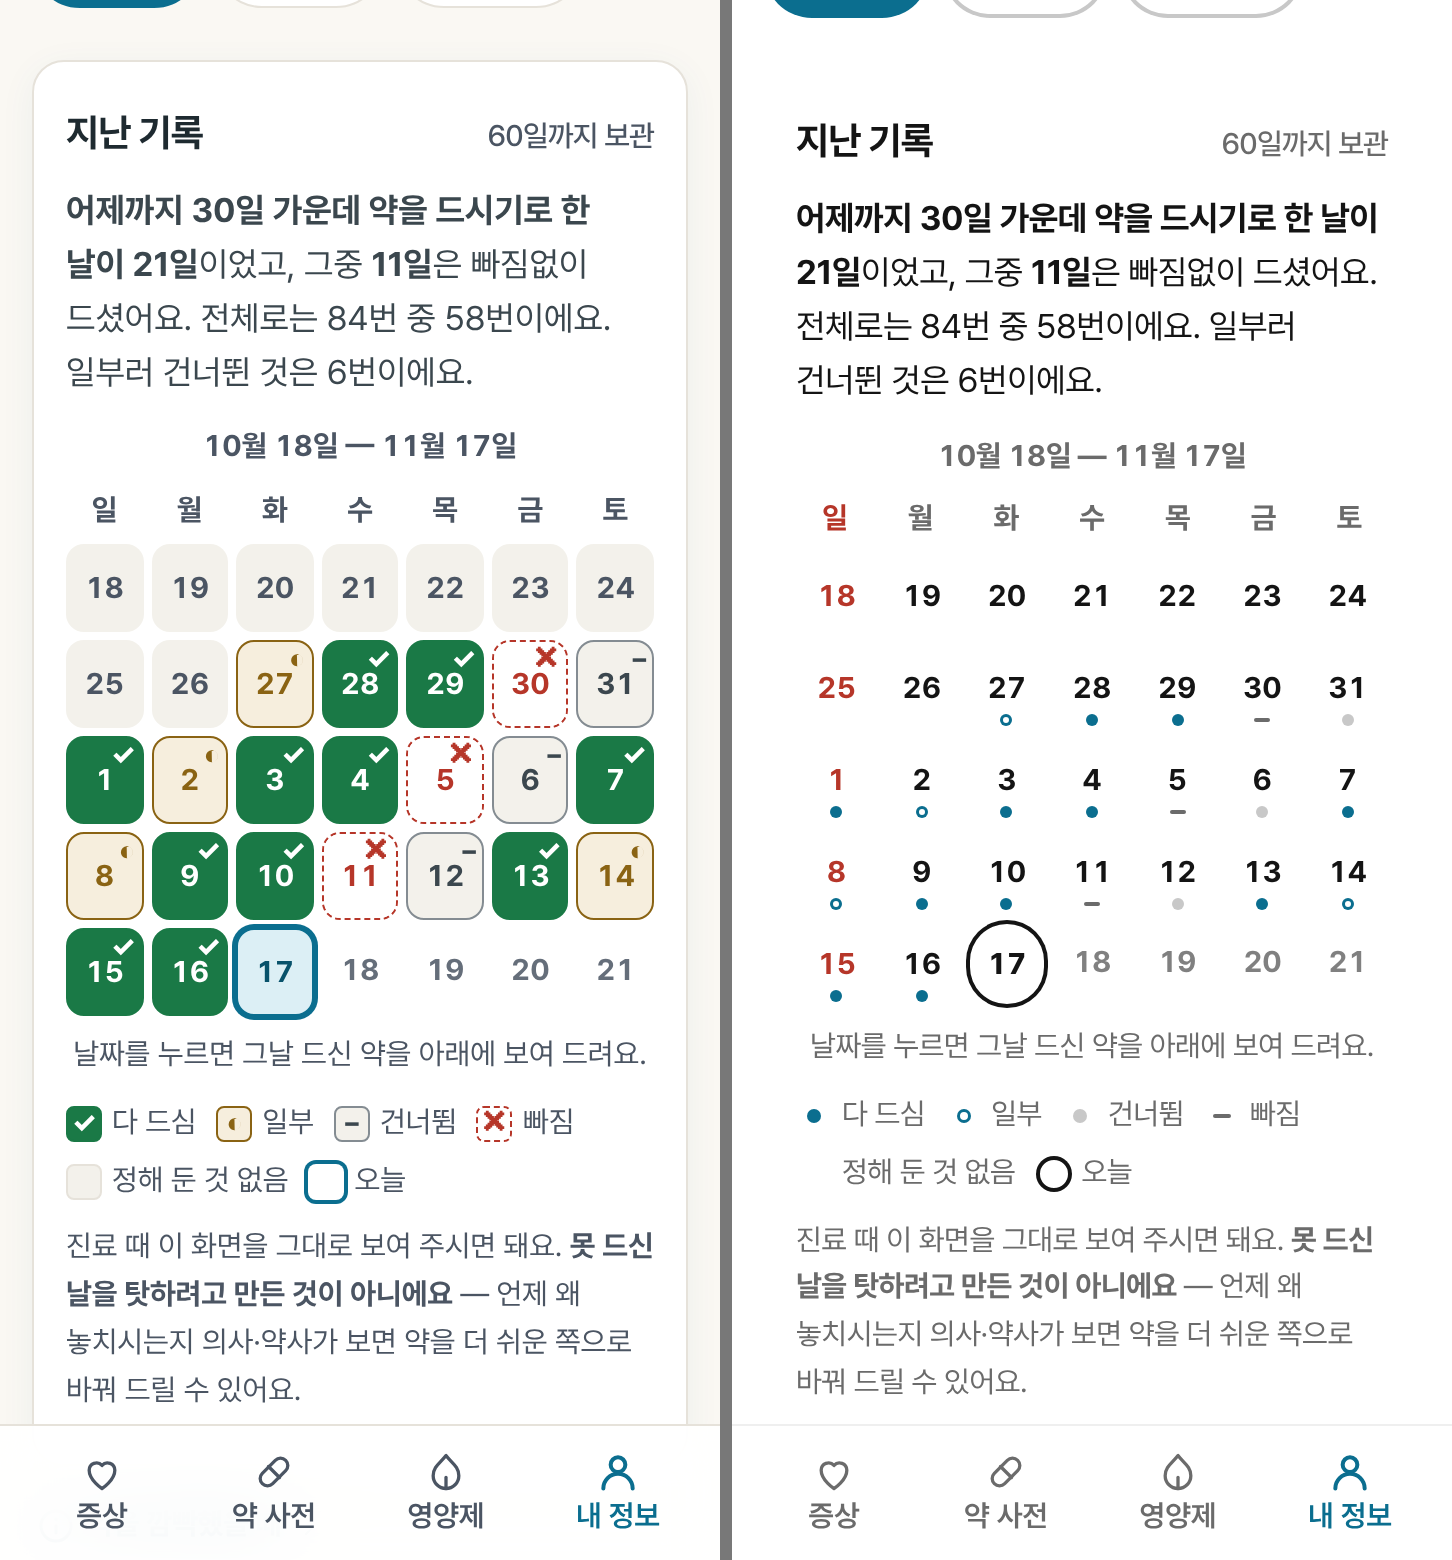 지난 기록
60일까지 보관
어제까지 30일 가운데 약을 드시기로 한
날이 21일이었고, 그중 11일은 빠짐없이
드셨어요. 전체로는 84번 중 58번이에요.
일부러 건너뛴 것은 6번이에요.
10월 18일 — 11월 17일
일 월 화 수 목 금 토
18 19 20 21 22 23 24
25 26 27 28 29 30 31
1 2 3 4 5 6 7
8 9 10 11 12 13 14
15 16 17 18 19 20 21
날짜를 누르면 그날 드신 약을 아래에 보여 드려요.
다 드심 일부 건너뜀 빠짐
정해 둔 것 없음 오늘
진료 때 이 화면을 그대로 보여 주시면 돼요. 못 드신
날을 탓하려고 만든 것이 아니에요 — 언제 왜
놓치시는지 의사·약사가 보면 약을 더 쉬운 쪽으로
바꿔 드릴 수 있어요.
증상 약 사전 영양제 내 정보
지난 기록
60일까지 보관
어제까지 30일 가운데 약을 드시기로 한 날이
21일이었고, 그중 11일은 빠짐없이 드셨어요.
전체로는 84번 중 58번이에요. 일부러
건너뛴 것은 6번이에요.
10월 18일 — 11월 17일
일 월 화 수 목 금 토
18 19 20 21 22 23 24
25 26 27 28 29 30 31
1 2 3 4 5 6 7
8 9 10 11 12 13 14
15 16 17 18 19 20 21
날짜를 누르면 그날 드신 약을 아래에 보여 드려요.
다 드심 일부 건너뜀 빠짐
정해 둔 것 없음 오늘
진료 때 이 화면을 그대로 보여 주시면 돼요. 못 드신
날을 탓하려고 만든 것이 아니에요 — 언제 왜
놓치시는지 의사·약사가 보면 약을 더 쉬운 쪽으로
바꿔 드릴 수 있어요.
증상 약 사전 영양제 내 정보